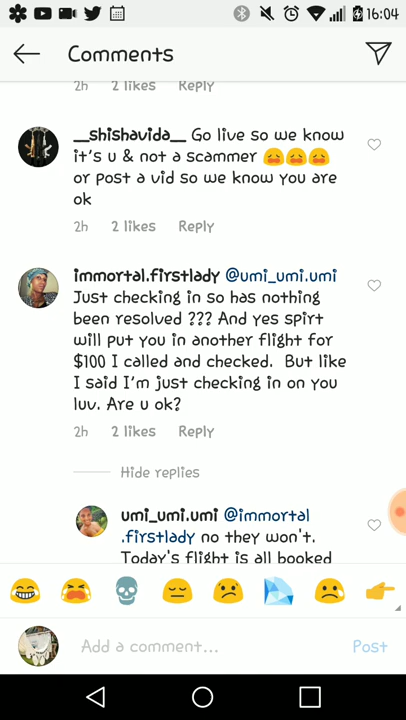 16:04
Comments
2h 2 likes Reply
__shishavida__ Go live so we know
it's u & not a scammer 😩😩😩
or post a vid so we know you are
ok
2h 2 likes Reply
immortal.firstlady @umi_umi.umi
Just checking in so has nothing
been resolved ??? And yes spirt
will put you in another flight for
$100 I called and checked. But like
I said I'm just checking in on you
luv. Are u ok?
2h 2 likes Reply
Hide replies
umi_umi.umi @immortal
.firstlady no they won't.
Today's flight is all booked
Add a comment... Post